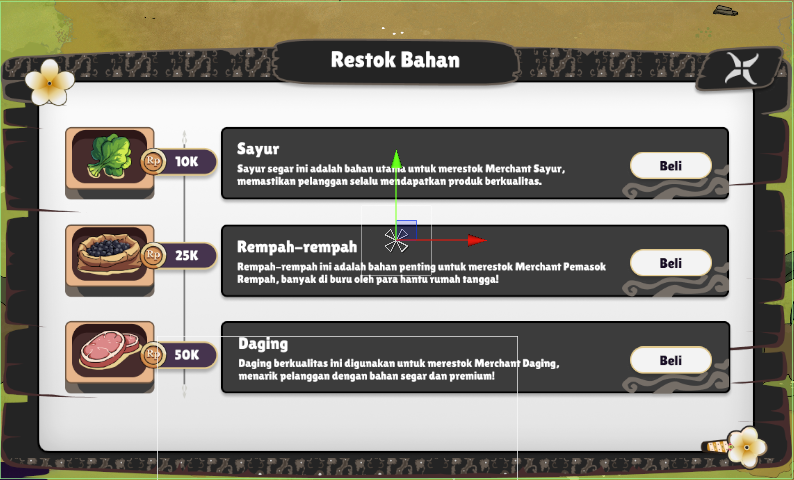 Restok Bahan
Rp
10K
Sayur
Sayur segar ini adalah bahan utama untuk merestok Merchant Sayur,
memastikan pelanggan selalu mendapatkan produk berkualitas.
Beli
Rp
25K
Rempah-rempah
Rempah-rempah ini adalah bahan penting untuk merestok Merchant Pemasok
Rempah, banyak di buru oleh para hantu rumah tangga!
Beli
Rp
50K
Daging
Daging berkualitas ini digunakan untuk merestok Merchant Daging,
menarik pelanggan dengan bahan segar dan premium!
Beli